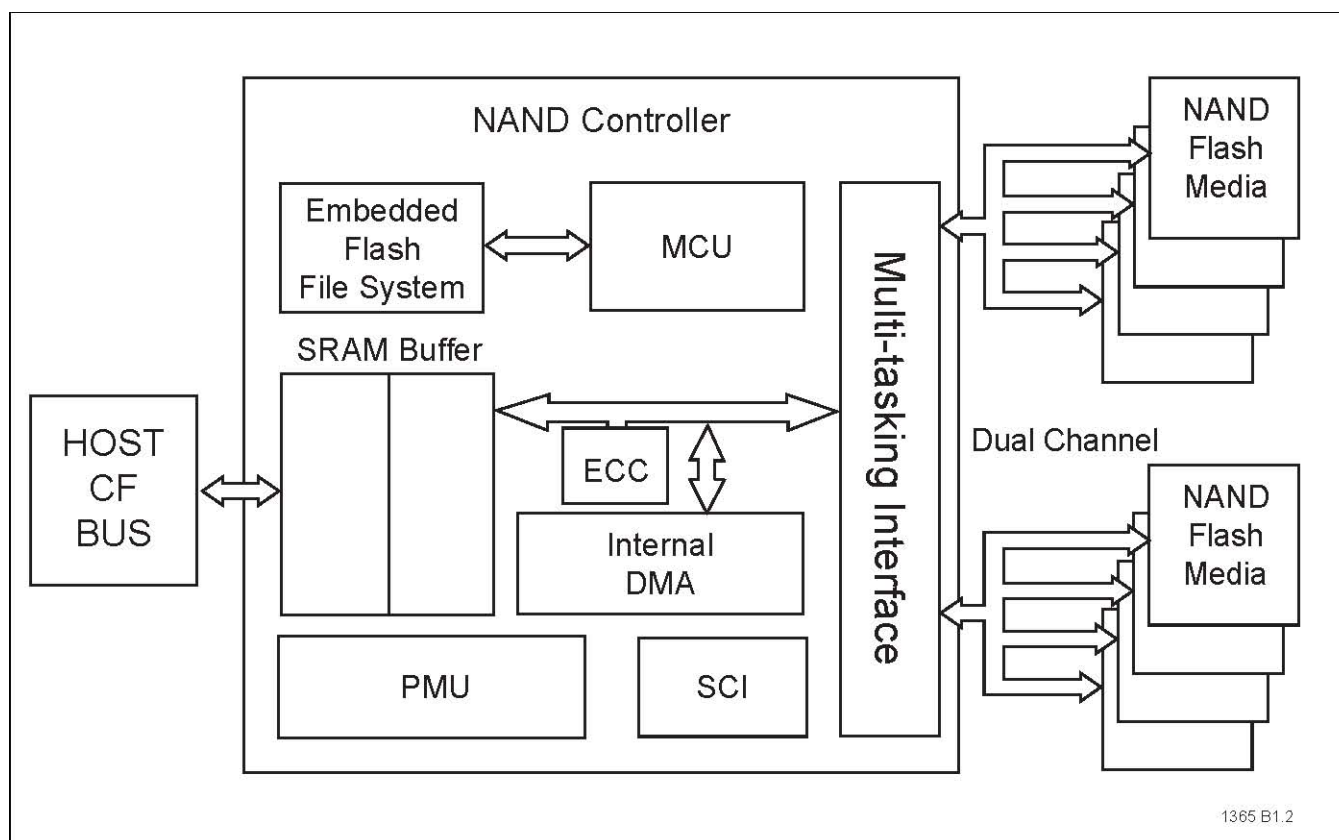 NAND Controller
Embedded
Flash
File System
MCU
SRAM Buffer
HOST
CF
BUS
ECC
Internal
DMA
PMU
SCI
Multi-tasking Interface
NAND
Flash
Media
Dual Channel
NAND
Flash
Media
1365 B1.2